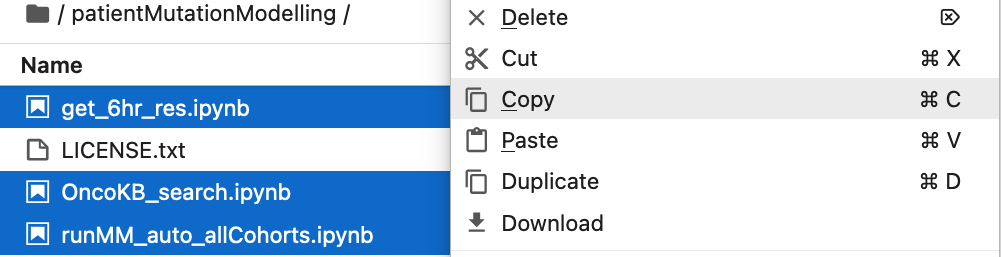 / patientMutationModelling /
Name
get_6hr_res.ipynb
LICENSE.txt
OncoKB_search.ipynb
runMM_auto_allCohorts.ipynb
Delete
Cut ⌘ X
Copy ⌘ C
Paste ⌘ V
Duplicate ⌘ D
Download